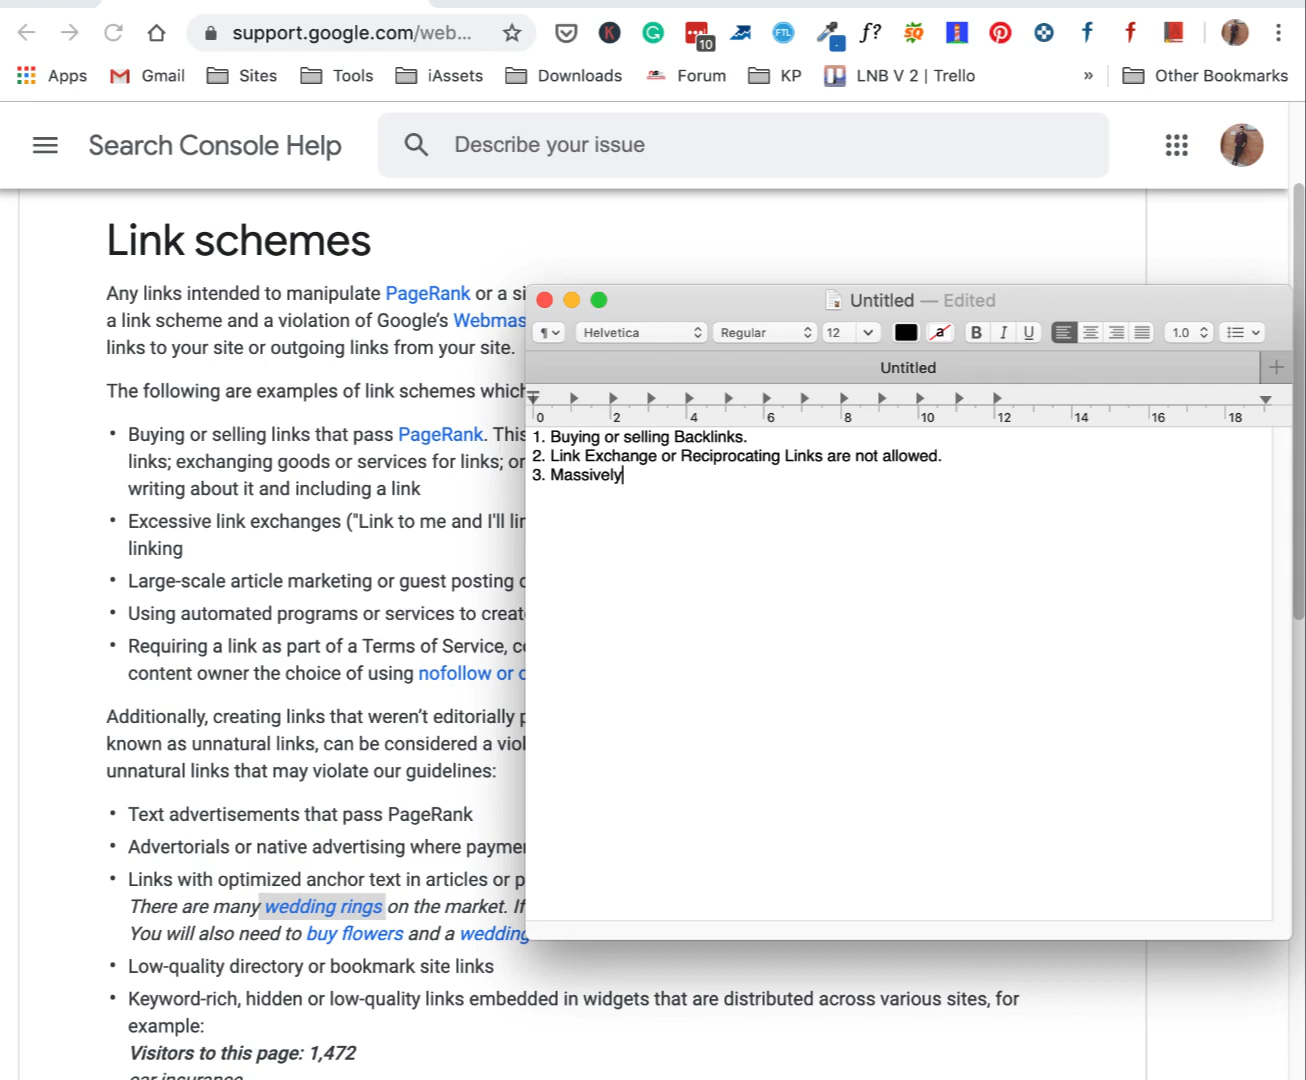 support.google.com/web...
10
FTL
f?
Apps
Gmail
Sites
Tools
iAssets
Downloads
Forum
KP
LNB V 2 | Trello
»
Other Bookmarks
Search Console Help
Describe your issue
Link schemes
Any links intended to manipulate PageRank or a si
a link scheme and a violation of Google's Webmas
links to your site or outgoing links from your site.
The following are examples of link schemes which
• Buying or selling links that pass PageRank. This
links; exchanging goods or services for links; or
writing about it and including a link
• Excessive link exchanges ("Link to me and I'll lin
linking
• Large-scale article marketing or guest posting c
• Using automated programs or services to create
• Requiring a link as part of a Terms of Service, co
content owner the choice of using nofollow or o
Additionally, creating links that weren't editorially p
known as unnatural links, can be considered a viol
unnatural links that may violate our guidelines:
• Text advertisements that pass PageRank
• Advertorials or native advertising where paymen
• Links with optimized anchor text in articles or p
There are many wedding rings on the market. If
You will also need to buy flowers and a wedding
• Low-quality directory or bookmark site links
• Keyword-rich, hidden or low-quality links embedded in widgets that are distributed across various sites, for
example:
Visitors to this page: 1,472
car insurance
Untitled — Edited
¶ Helvetica Regular 12 a B I U 1.0
Untitled
0 2 4 6 8 10 12 14 16 18
1. Buying or selling Backlinks.
2. Link Exchange or Reciprocating Links are not allowed.
3. Massively